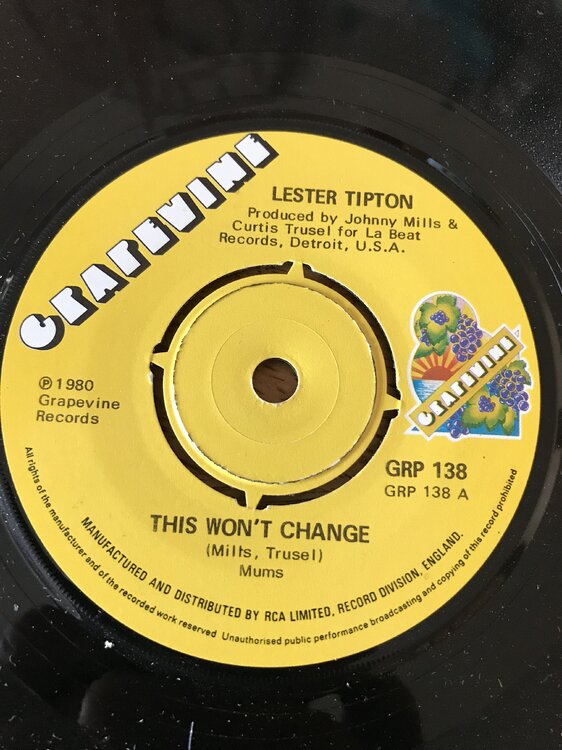 GRAPEVINE
LESTER TIPTON
Produced by Johnny Mills &
Curtis Trusel for La Beat
Records, Detroit, U.S.A.
℗ 1980
Grapevine
Records
GRAPEVINE
GRP 138
GRP 138 A
THIS WON'T CHANGE
(Mills, Trusel)
Mums
MANUFACTURED AND DISTRIBUTED BY RCA LIMITED. RECORD DIVISION, ENGLAND.
All rights of the manufacturer and of the recorded work reserved Unauthorised public performance broadcasting and copying of this record prohibited